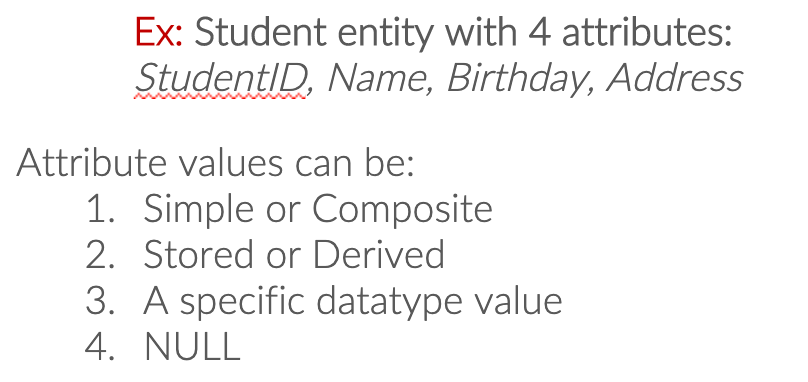 Ex: Student entity with 4 attributes:
StudentID, Name, Birthday, Address
Attribute values can be:
1. Simple or Composite
2. Stored or Derived
3. A specific datatype value
4. NULL